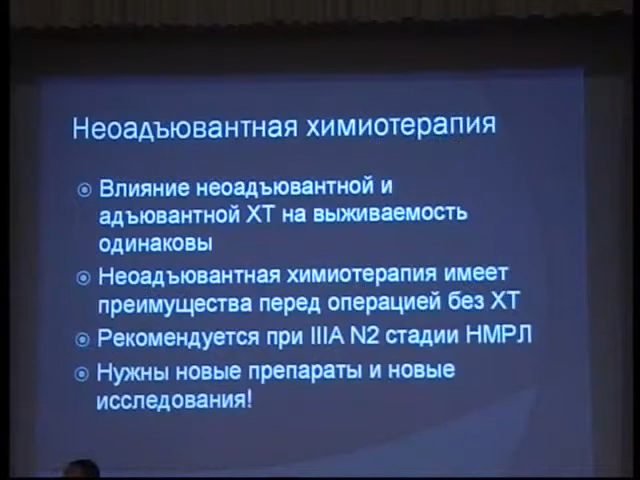 Неоадъювантная химиотерапия
Влияние неоадъювантной и
адъювантной ХТ на выживаемость
одинаковы
Неоадъювантная химиотерапия имеет
преимущества перед операцией без ХТ
Рекомендуется при IIIA N2 стадии НМРЛ
Нужны новые препараты и новые
исследования!